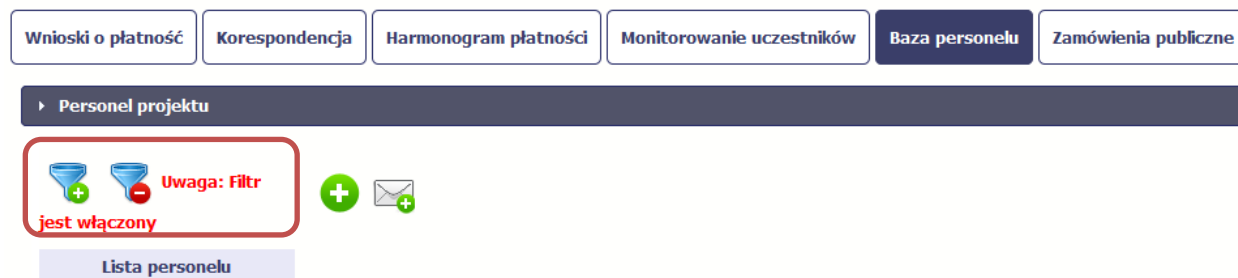 Wnioski o płatność Korespondencja Harmonogram płatności Monitorowanie uczestników Baza personelu Zamówienia publiczne
Personel projektu
Uwaga: Filtr
jest włączony
Lista personelu